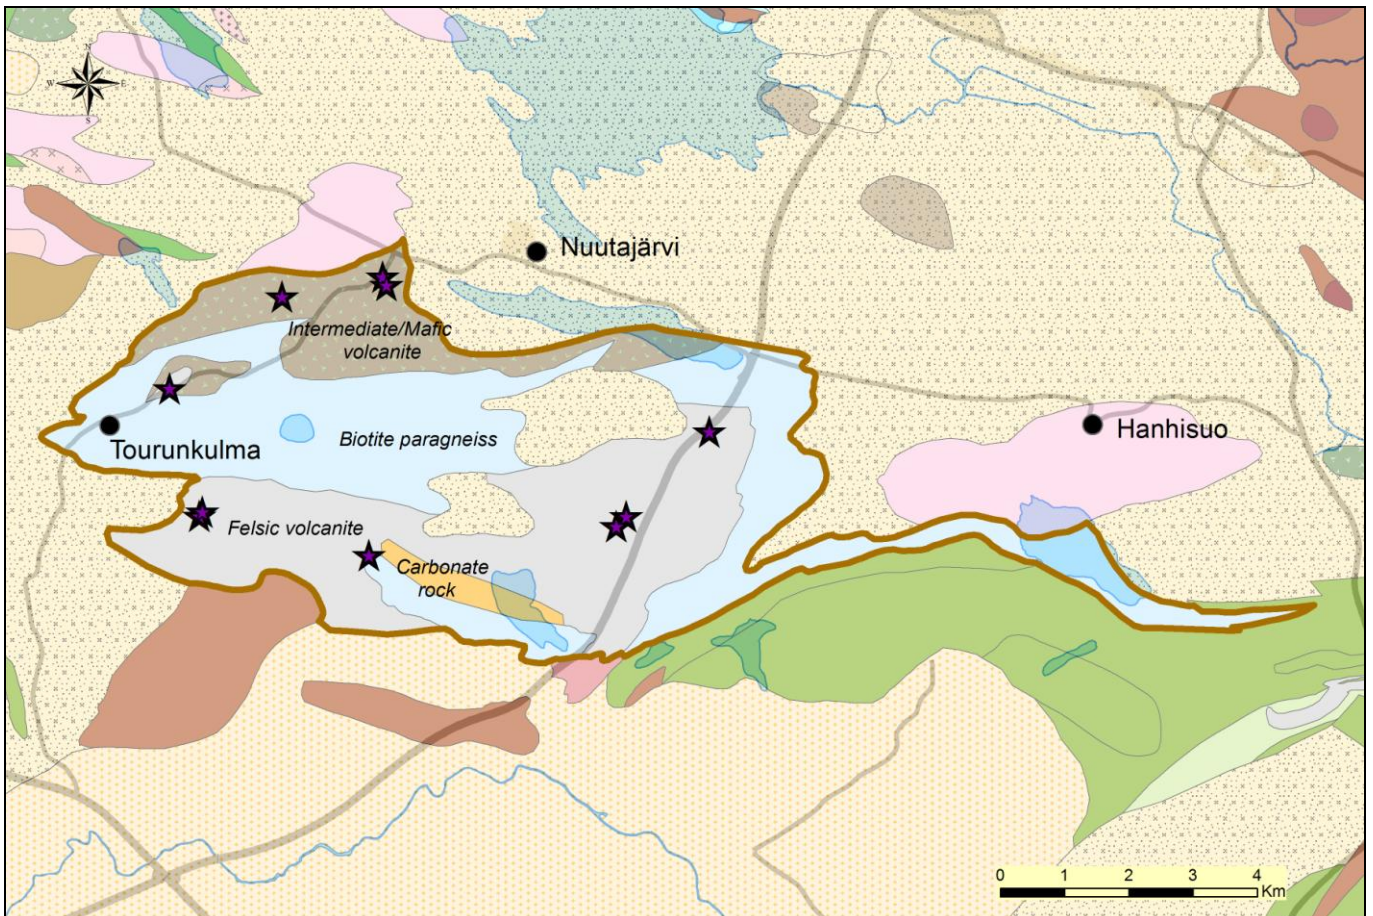 N
W E
S
Nuutajärvi
Intermediate/Mafic
volcanite
Hanhisuo
Biotite paragneiss
Tourunkulma
Felsic volcanite
Carbonate
rock
0 1 2 3 4
Km